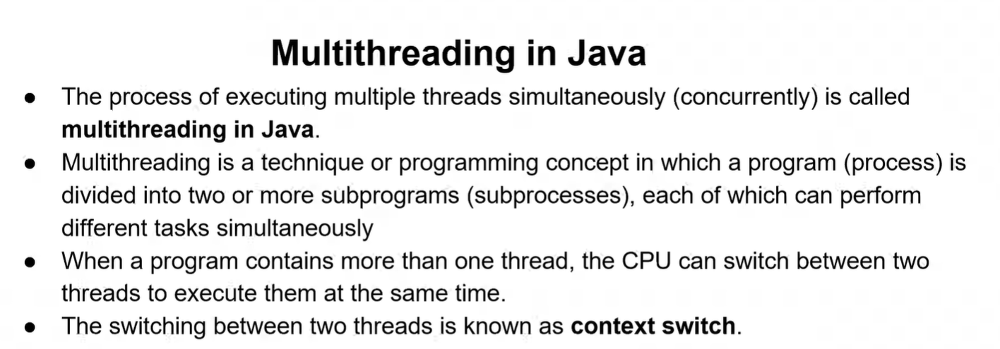 Multithreading in Java
● The process of executing multiple threads simultaneously (concurrently) is called
multithreading in Java.
● Multithreading is a technique or programming concept in which a program (process) is
divided into two or more subprograms (subprocesses), each of which can perform
different tasks simultaneously
● When a program contains more than one thread, the CPU can switch between two
threads to execute them at the same time.
● The switching between two threads is known as context switch.